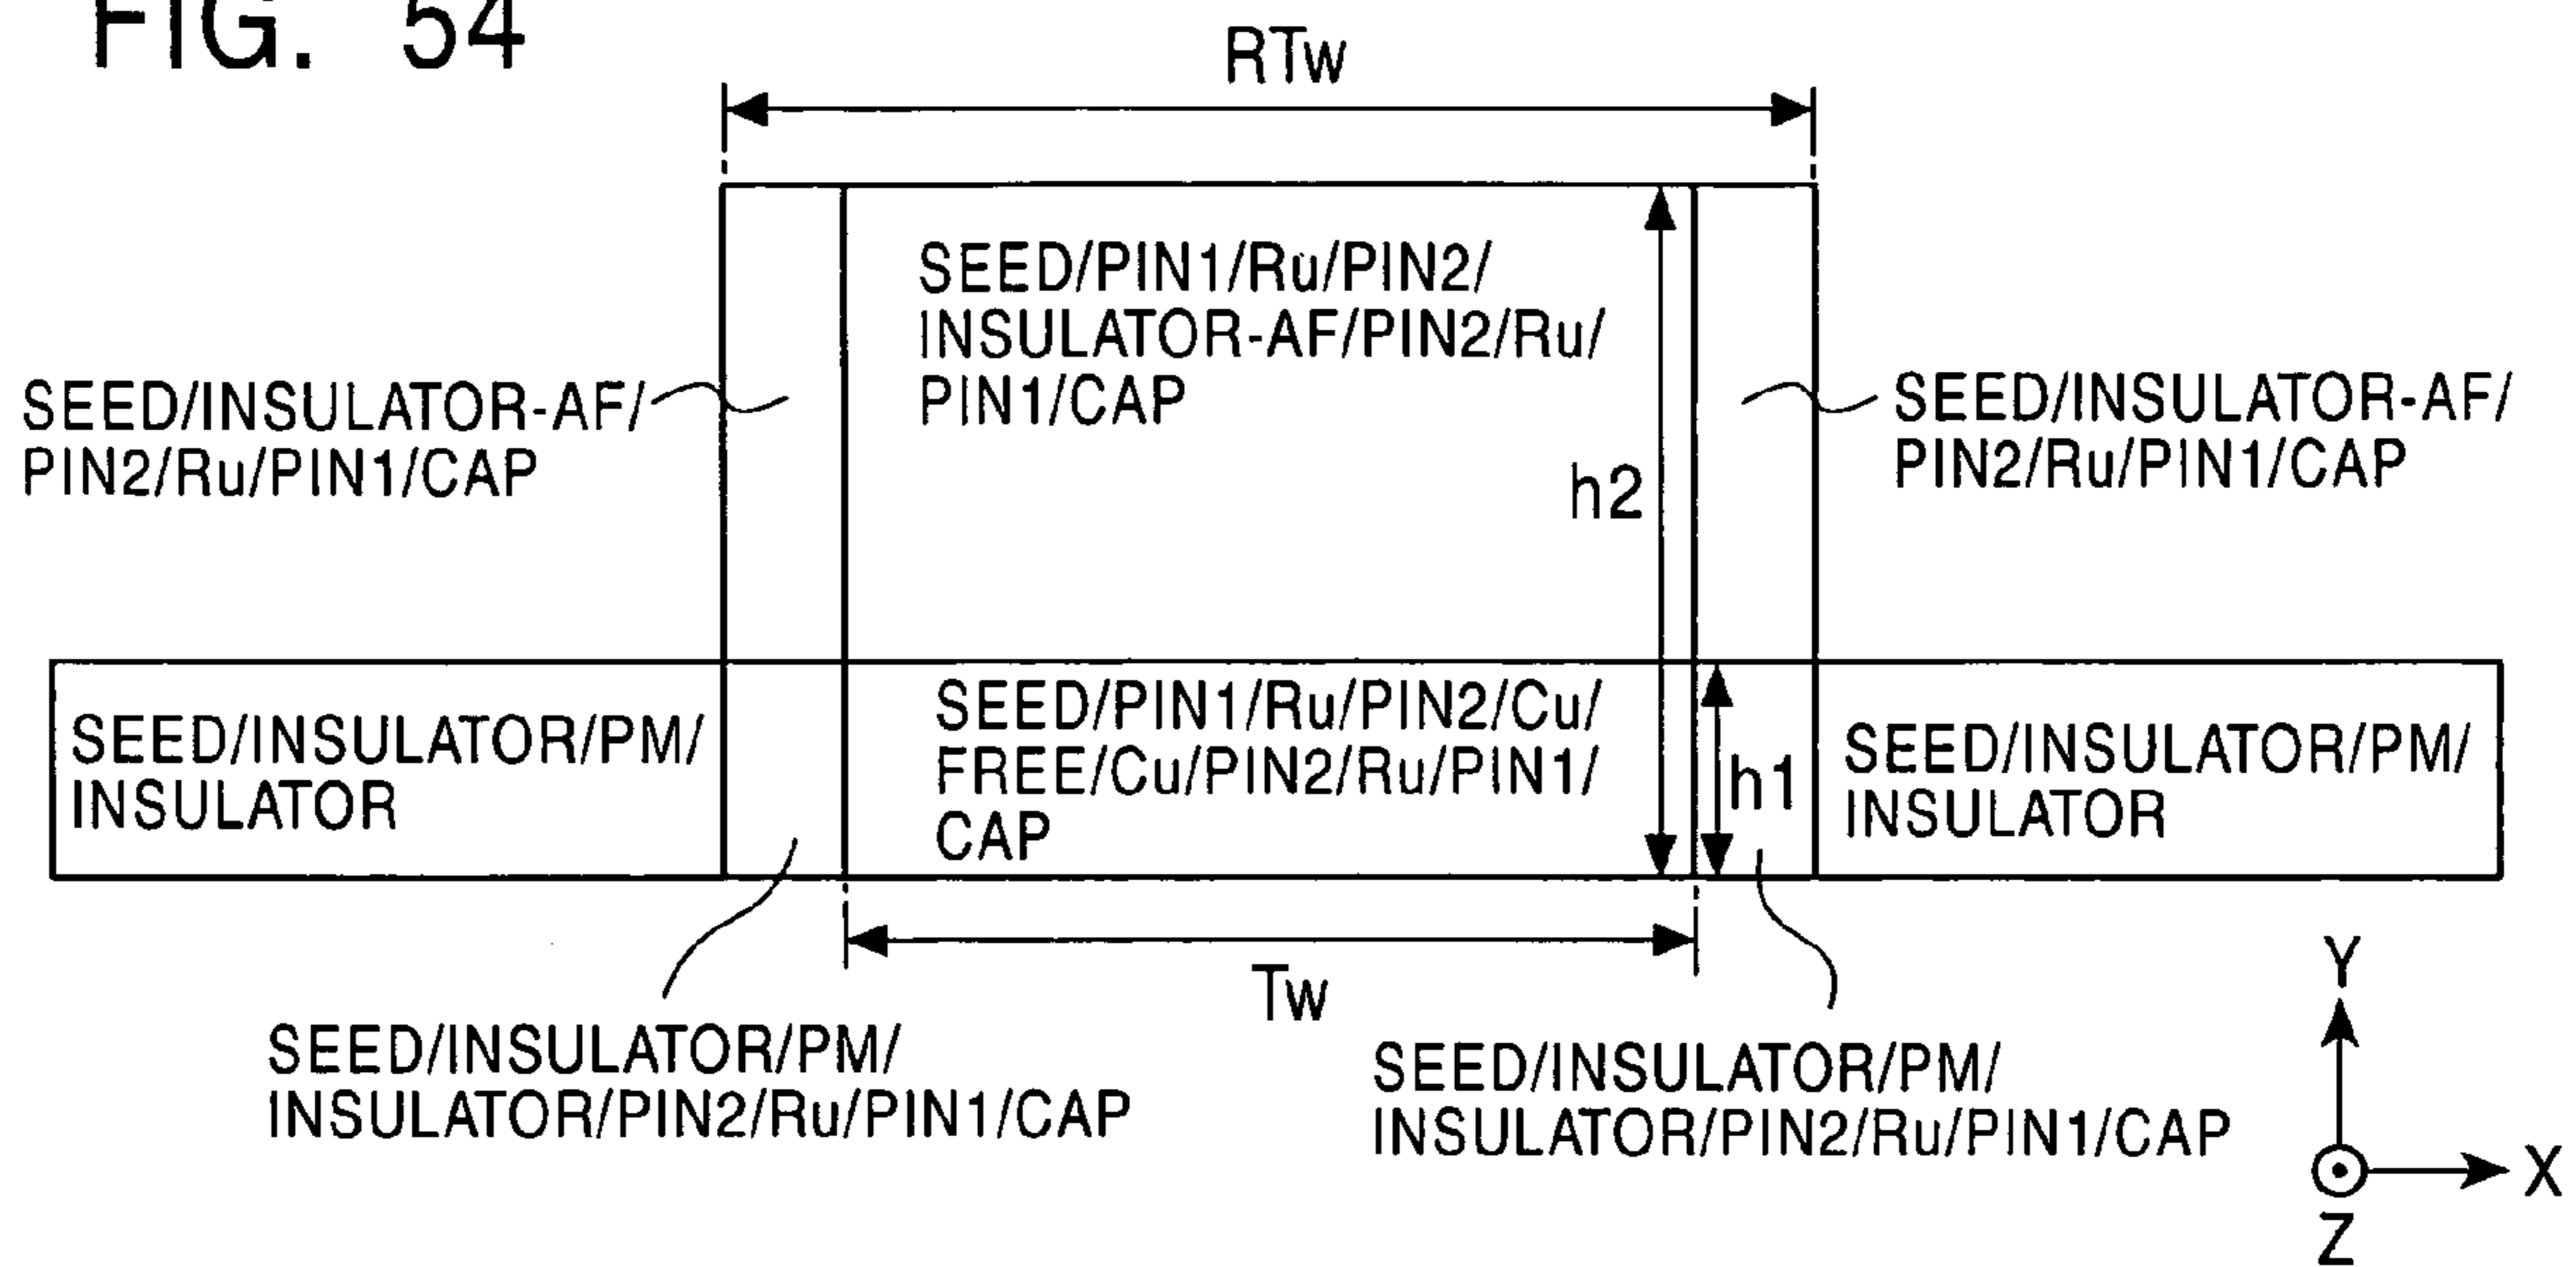 FIG. 54
RTw
SEED/PIN1/Ru/PIN2/
INSULATOR-AF/PIN2/Ru/
PIN1/CAP
SEED/INSULATOR-AF/
PIN2/Ru/PIN1/CAP
h2
SEED/INSULATOR-AF/
PIN2/Ru/PIN1/CAP
SEED/INSULATOR/PM/
INSULATOR
SEED/PIN1/Ru/PIN2/Cu/
FREE/Cu/PIN2/Ru/PIN1/
CAP
h1
SEED/INSULATOR/PM/
INSULATOR
Tw
SEED/INSULATOR/PM/
INSULATOR/PIN2/Ru/PIN1/CAP
SEED/INSULATOR/PM/
INSULATOR/PIN2/Ru/PIN1/CAP
Y
X
Z